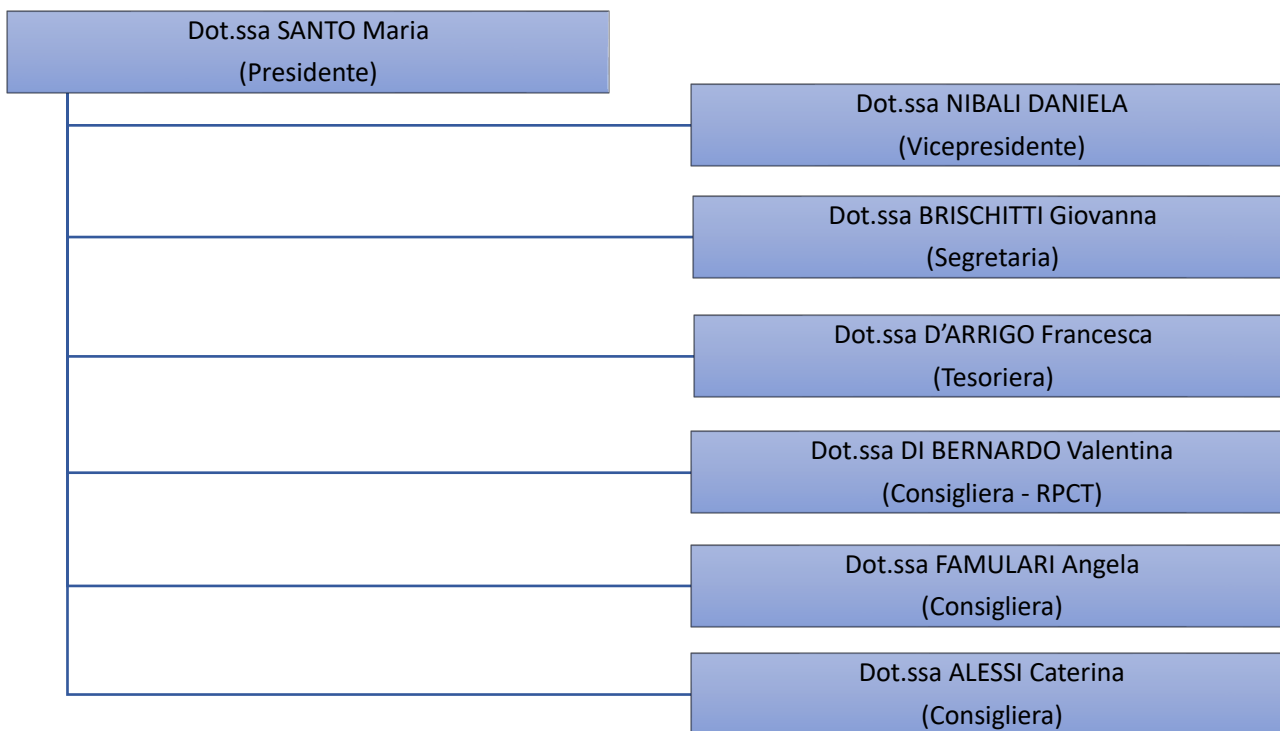 Dot.ssa SANTO Maria
(Presidente)
Dot.ssa NIBALI DANIELA
(Vicepresidente)
Dot.ssa BRISCHITTI Giovanna
(Segretaria)
Dot.ssa D’ARRIGO Francesca
(Tesoriera)
Dot.ssa DI BERNARDO Valentina
(Consigliera - RPCT)
Dot.ssa FAMULARI Angela
(Consigliera)
Dot.ssa ALESSI Caterina
(Consigliera)